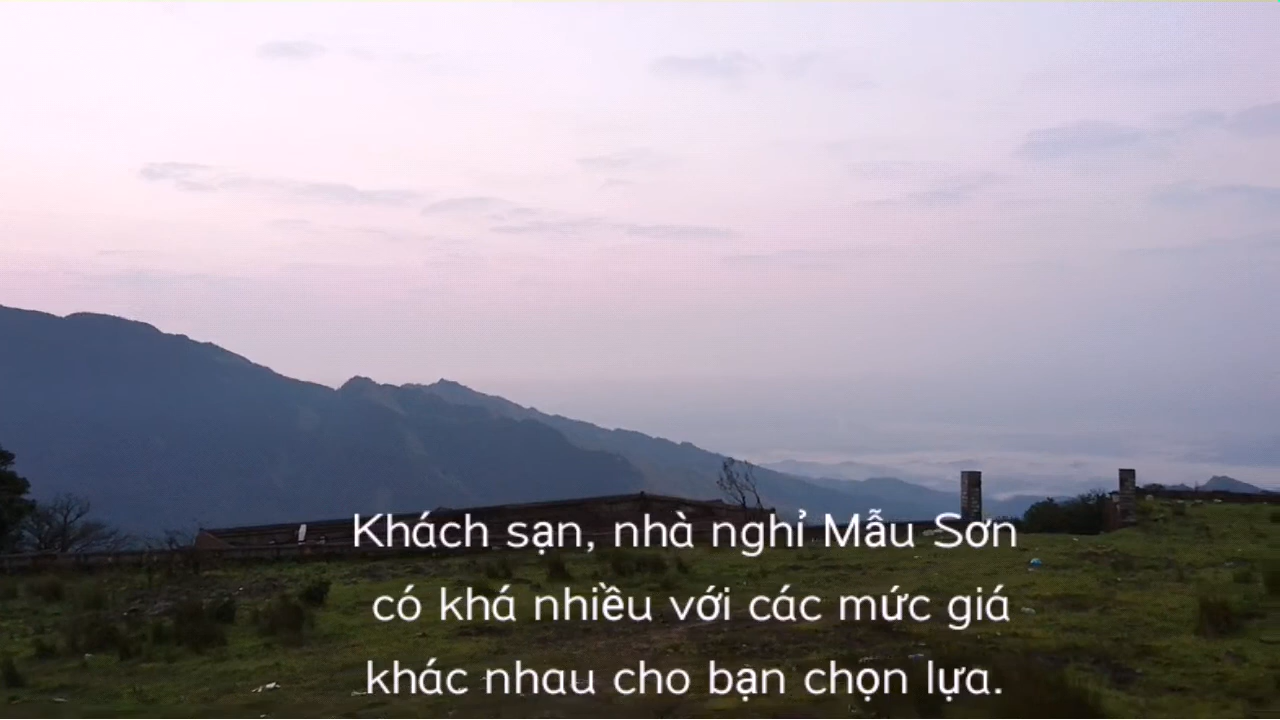 Khách sạn, nhà nghỉ Mẫu Sơn
có khá nhiều với các mức giá
khác nhau cho bạn chọn lựa.